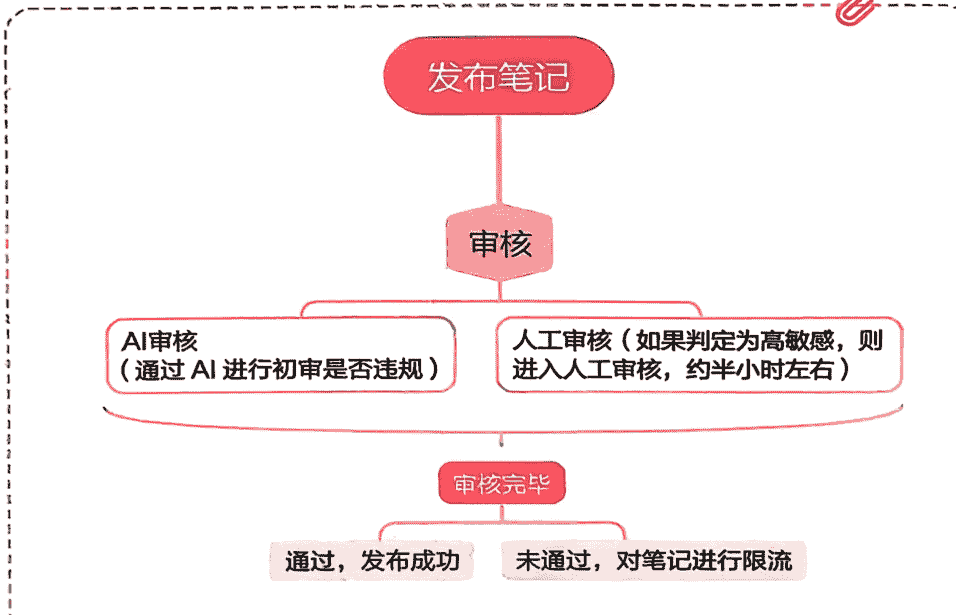 发布笔记
审核
AI审核
（通过 AI 进行初审是否违规）
人工审核（如果判定为高敏感，则
进入人工审核，约半小时左右）
审核完毕
通过，发布成功
未通过，对笔记进行限流